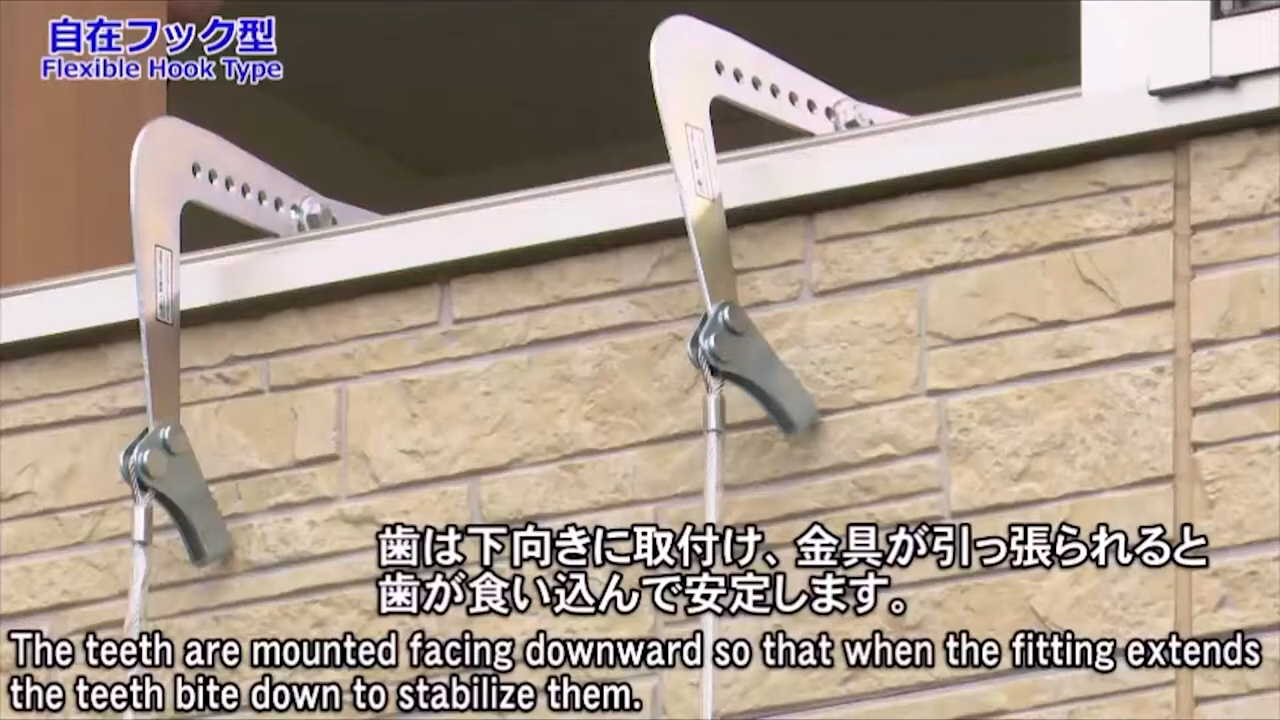 自在フック型
Flexible Hook Type
歯は下向きに取付け、金具が引っ張られると
歯が食い込んで安定します。
The teeth are mounted facing downward so that when the fitting extends
the teeth bite down to stabilize them.